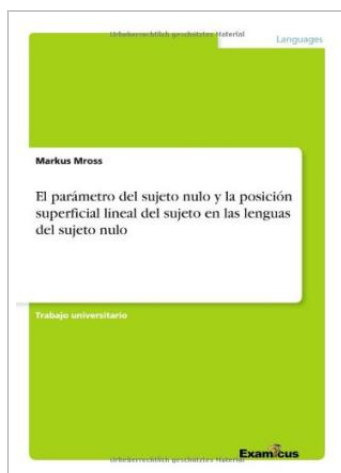 Urheberrechtlich geschütztes Material
Languages
Markus Mross
El parámetro del sujeto nulo y la posición
superficial lineal del sujeto en las lenguas
del sujeto nulo
Trabajo universitario
Examicus
Urheberrechtlich geschütztes Material